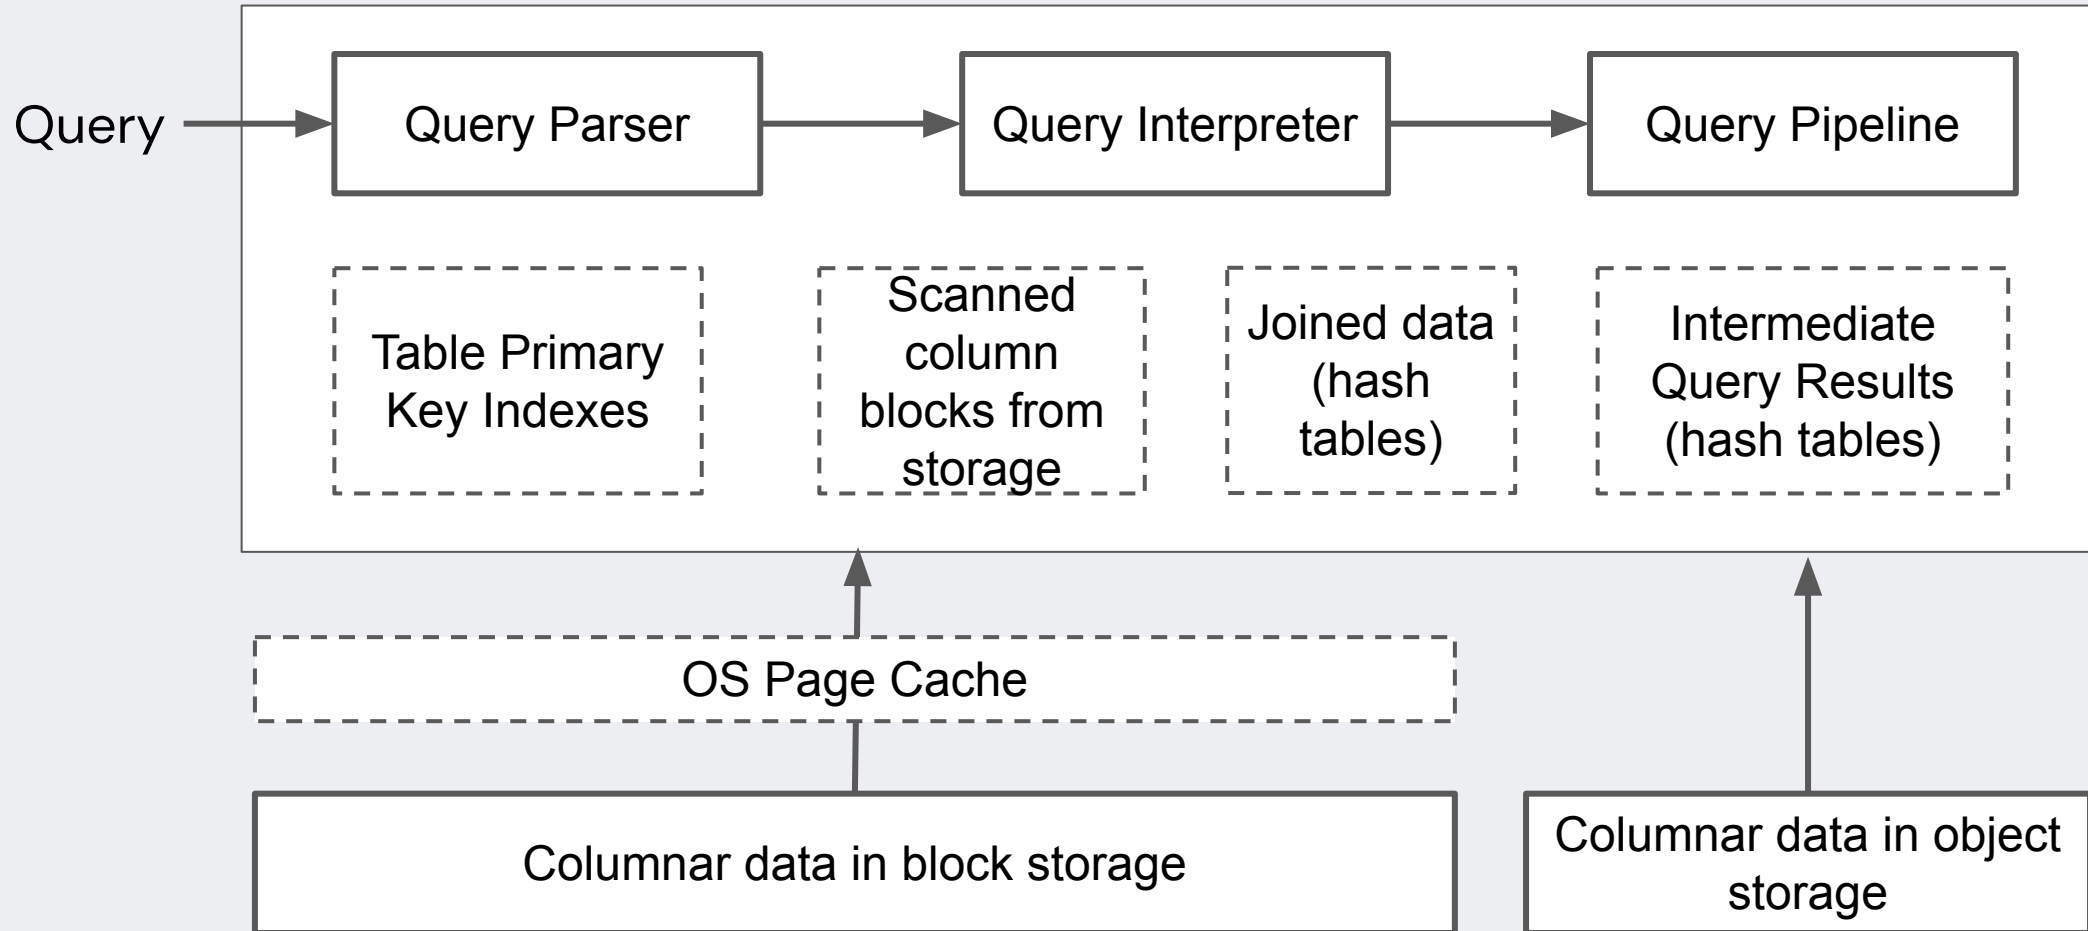 Query
Query Parser
Query Interpreter
Query Pipeline
Table Primary
Key Indexes
Scanned
column
blocks from
storage
Joined data
(hash
tables)
Intermediate
Query Results
(hash tables)
OS Page Cache
Columnar data in block storage
Columnar data in object
storage